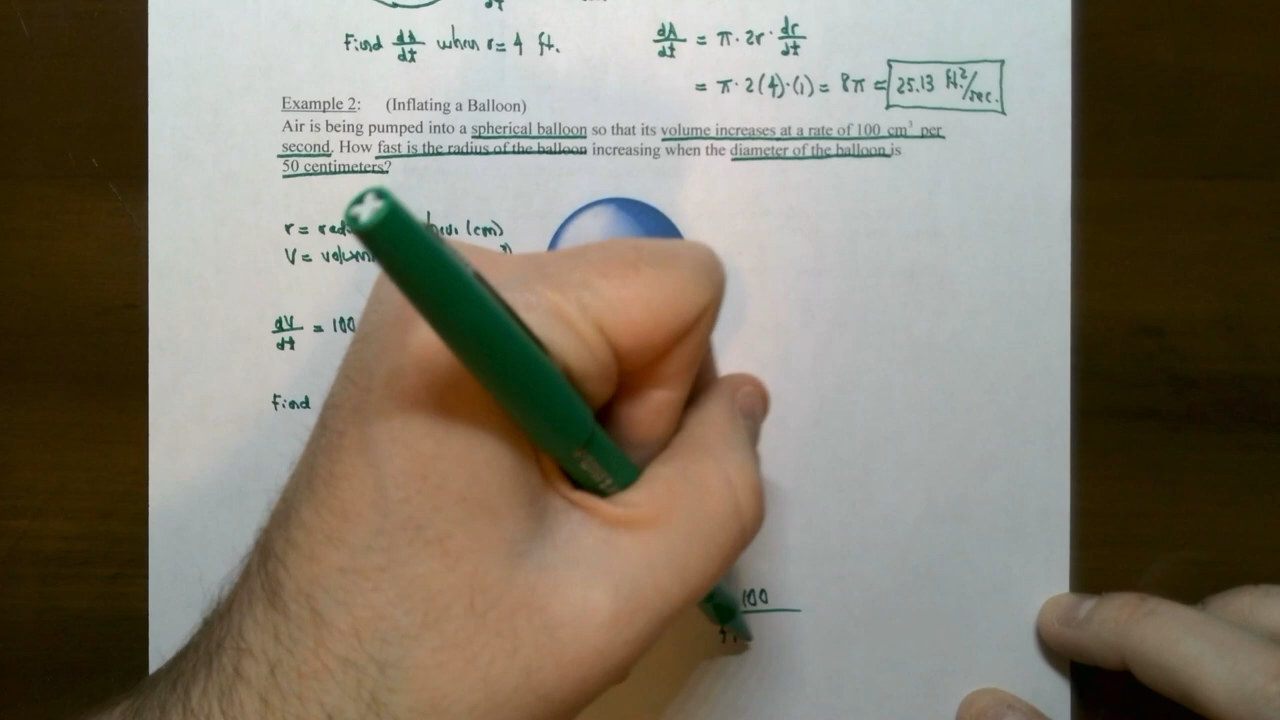 Find dA/dt when r = 4 ft.
dA/dt = π · 2r · dr/dt
= π · 2(4) · (1) = 8π = 25.13 ft²/sec.
Example 2: (Inflating a Balloon)
Air is being pumped into a spherical balloon so that its volume increases at a rate of 100 cm³ per
second. How fast is the radius of the balloon increasing when the diameter of the balloon is
50 centimeters?
r = (cm)
V =
dV/dt = 100
Find
100